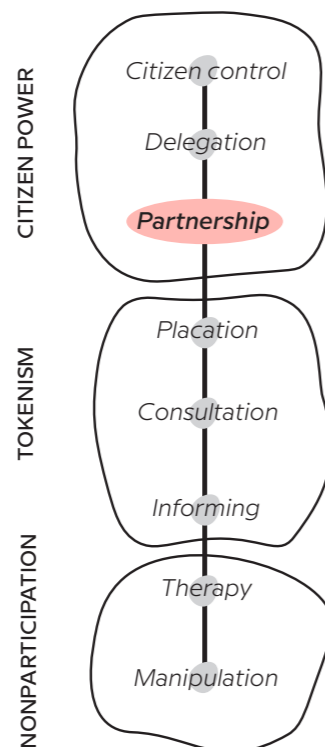 CITIZEN POWER
Citizen control
Delegation
Partnership
TOKENISM
Placation
Consultation
Informing
NONPARTICIPATION
Therapy
Manipulation